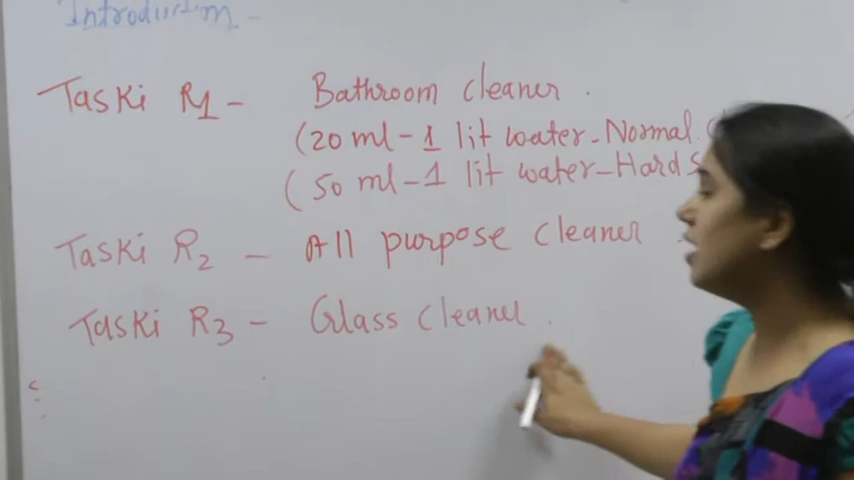 Introduction -
Taski R1 - Bathroom cleaner .
(20 ml - 1 lit water - Normal.
(50 ml - 1 lit water - Hard
Taski R2 - All purpose cleaner
Taski R3 - Glass cleaner .